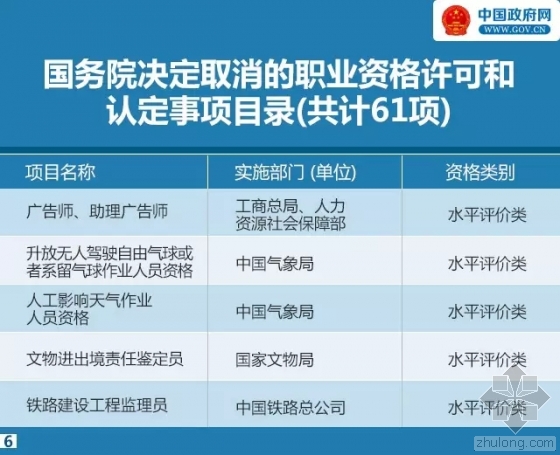 中国政府网
WWW.GOV.CN
国务院决定取消的职业资格许可和
认定事项目录(共计61项)
项目名称 实施部门 (单位) 资格类别
广告师、助理广告师 工商总局、人力 水平评价类
资源社会保障部
升放无人驾驶自由气球或 中国气象局 水平评价类
者系留气球作业人员资格
人工影响天气作业 中国气象局 水平评价类
人员资格
文物进出境责任鉴定员 国家文物局 水平评价类
铁路建设工程监理员 中国铁路总公司 水平评价类
6
zhulong.com